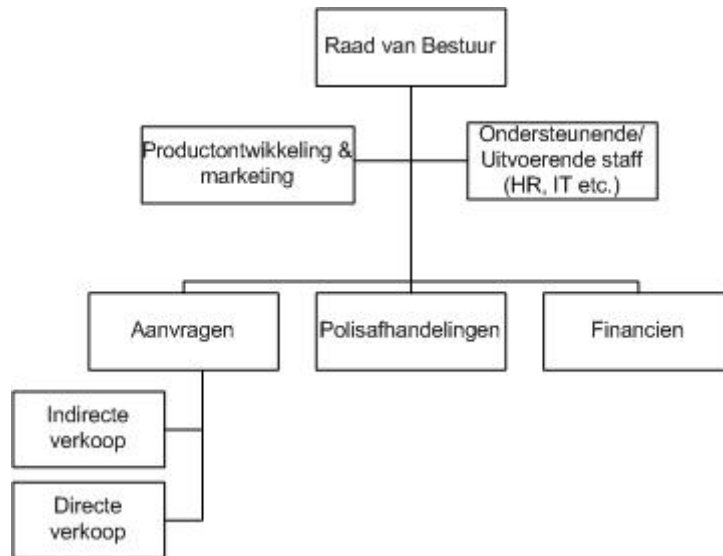 Raad van Bestuur
Productontwikkeling &
marketing
Ondersteunende/
Uitvoerende staff
(HR, IT etc.)
Aanvragen
Polisafhandelingen
Financien
Indirecte
verkoop
Directe
verkoop